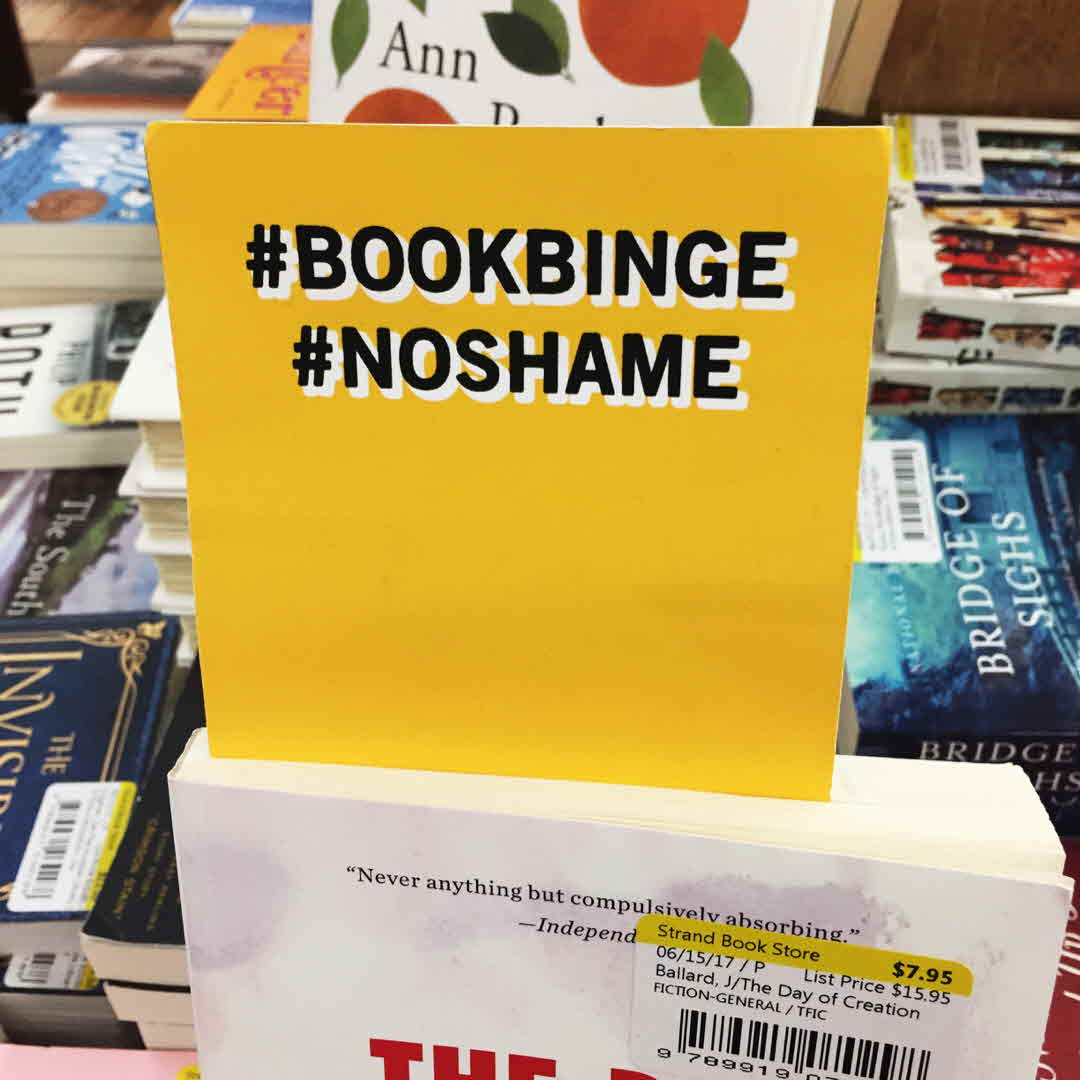 Ann
#BOOKBINGE
#NOSHAME
The South
BRIDGE OF
SIGHS
THE
BRIDGE
“Never anything but compulsively absorbing.”
Strand Book Store
$7.95
06/15/17 / P List Price $15.95
Ballard, J/The Day of Creation
FICTION-GENERAL / TFIC
THE